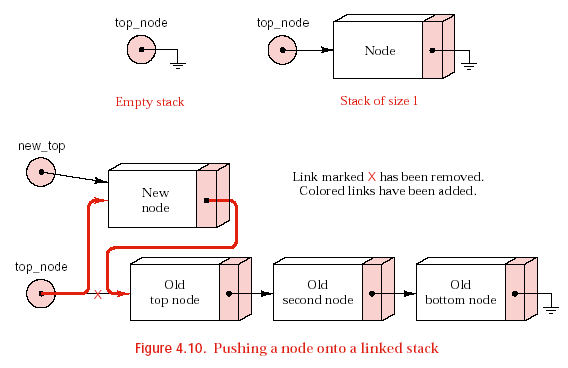 top_node
top_node
Node
Empty stack
Stack of size 1
new_top
New
node
Link marked X has been removed.
Colored links have been added.
top_node
X
Old
top node
Old
second node
Old
bottom node
Figure 4.10. Pushing a node onto a linked stack